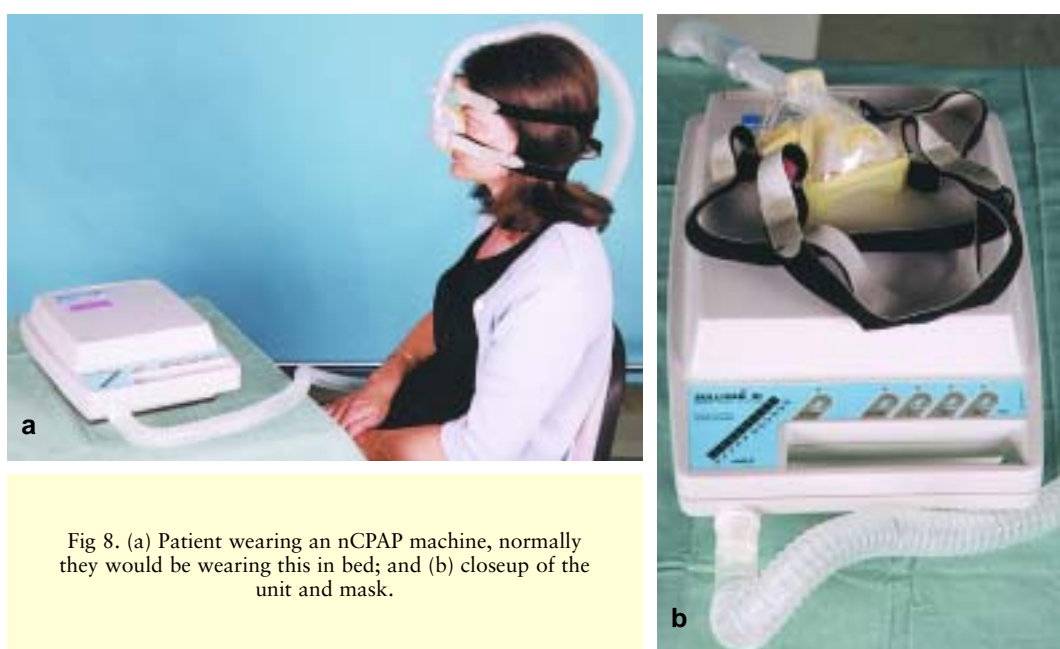 a
b
Fig 8. (a) Patient wearing an nCPAP machine, normally
they would be wearing this in bed; and (b) closeup of the
unit and mask.